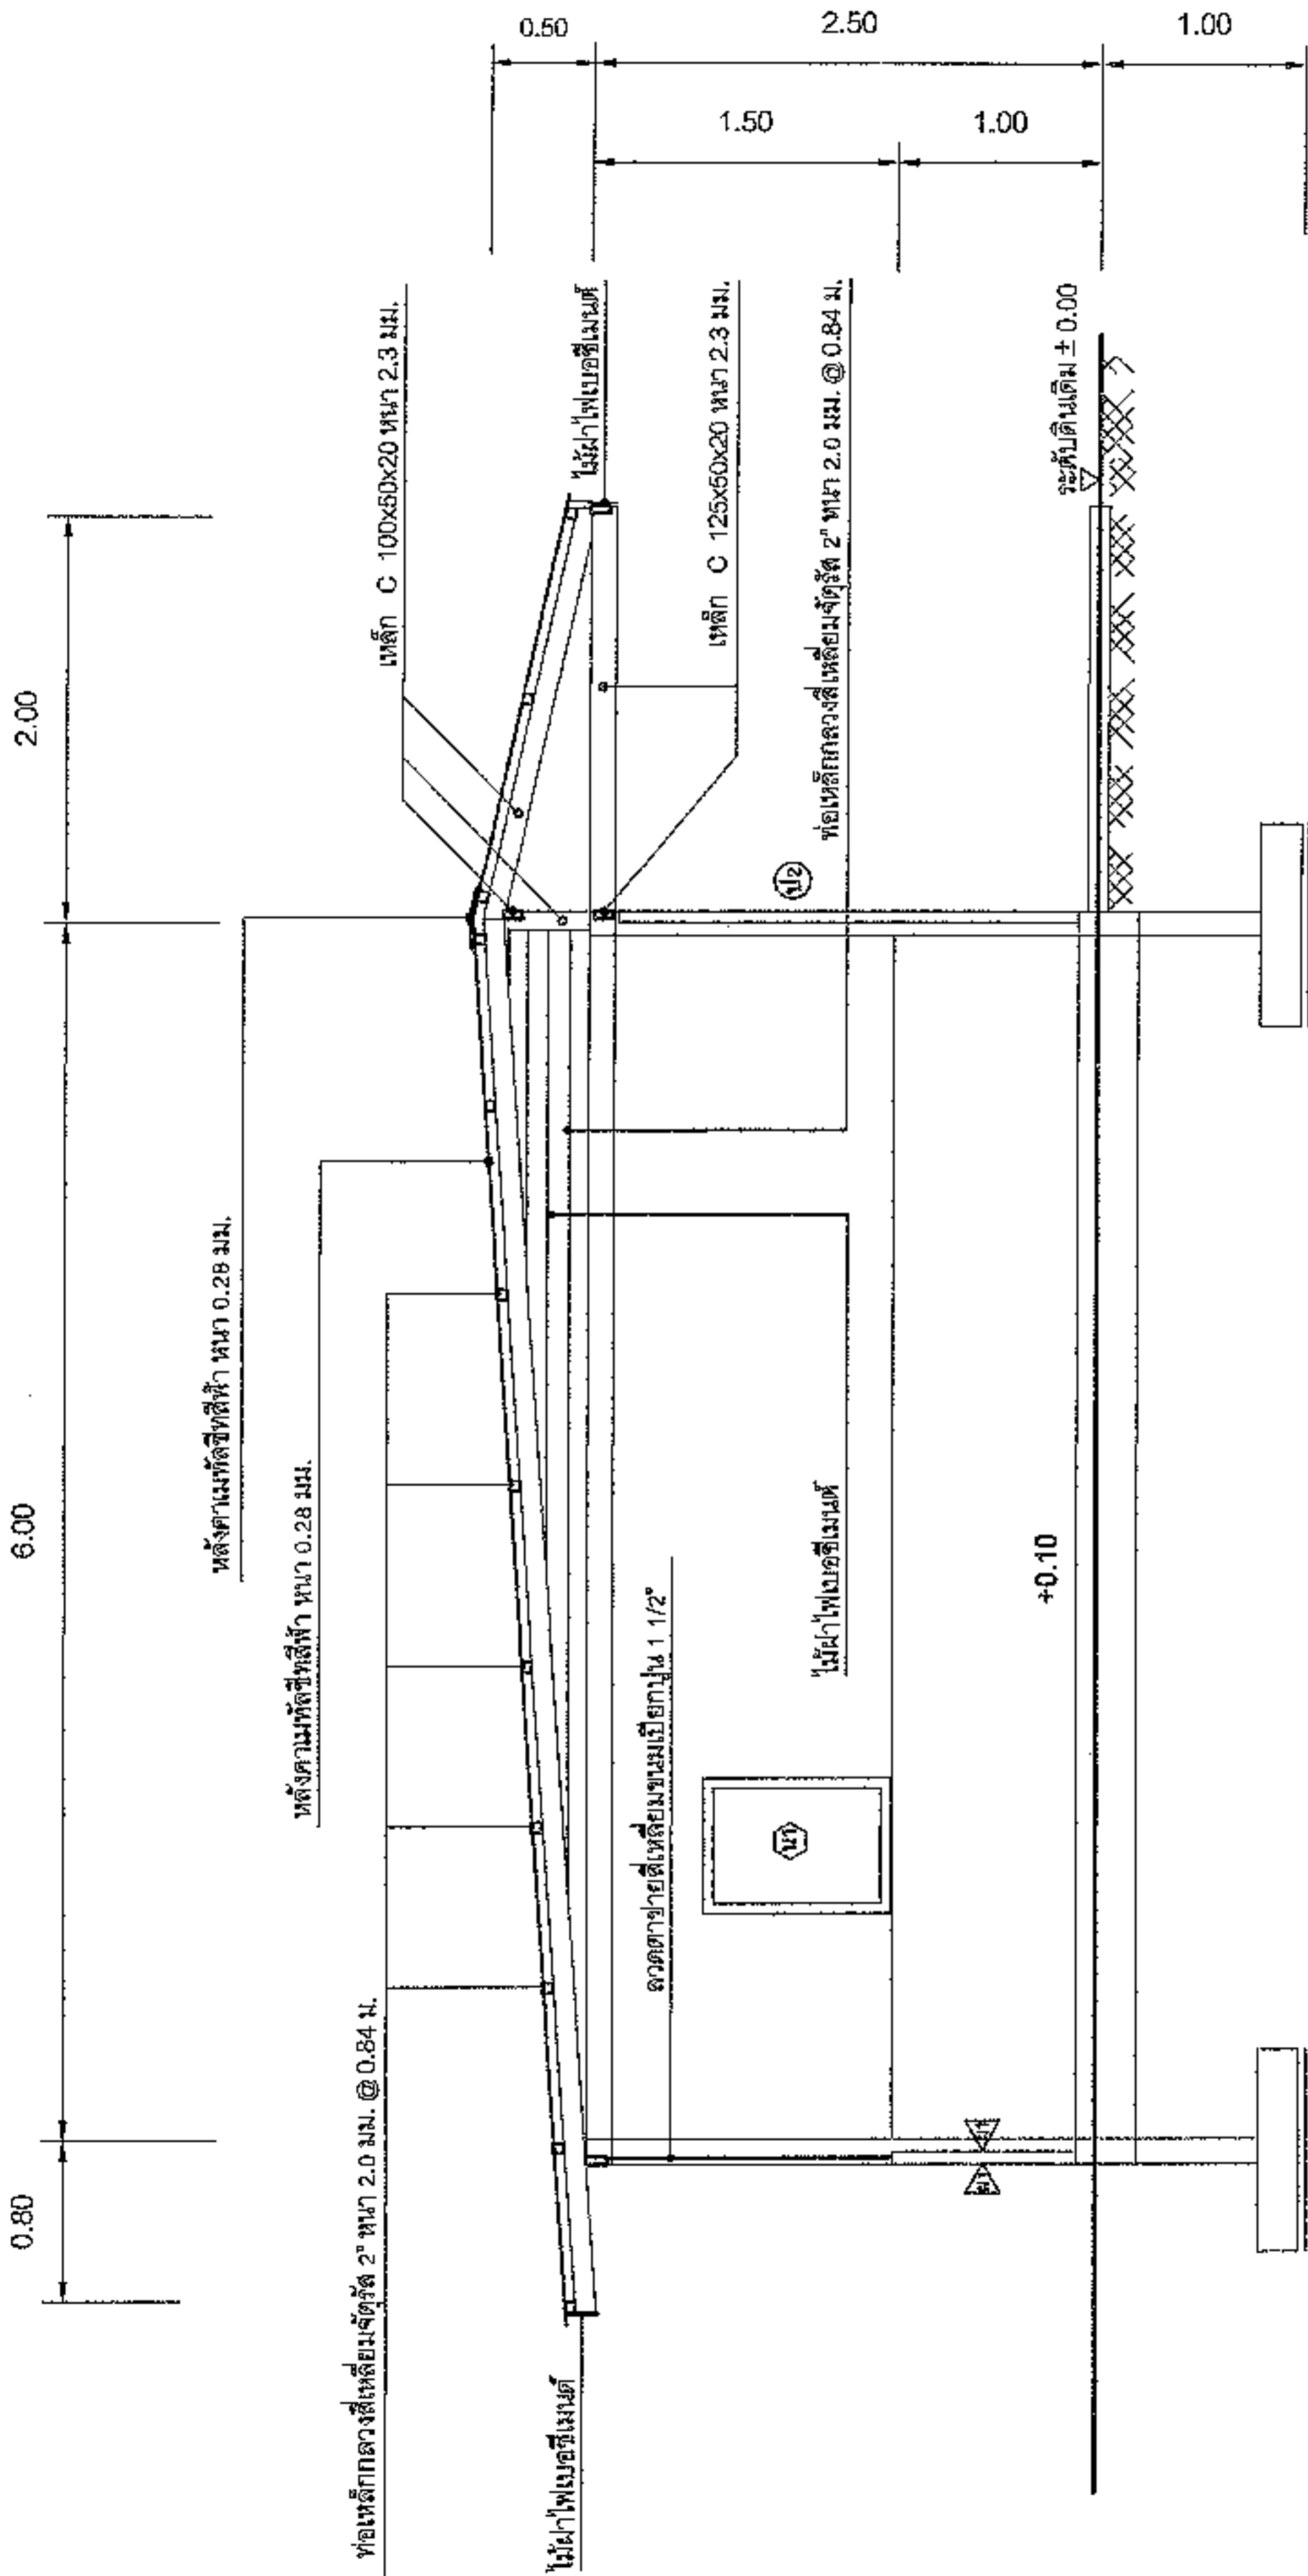 0.80
6.00
2.00
0.50
2.50
1.00
1.50
1.00
หลังคาเมทัลชีทสีฟ้า หนา 0.28 มม.
หลังคาเมทัลชีทสีฟ้า หนา 0.28 มม.
ท่อเหล็กกลวงสี่เหลี่ยมจัตุรัส 2" หนา 2.0 มม. @ 0.84 ม.
เหล็ก C 100x50x20 หนา 2.3 มม.
ไม้ฝาไฟเบอซีเมนต์
ไม้ฝาไฟเบอซีเมนต์
ลวดตาข่ายสี่เหลี่ยมขนมเปียกปูน 1 1/2"
เหล็ก C 125x50x20 หนา 2.3 มม.
ท่อเหล็กกลวงสี่เหลี่ยมจัตุรัส 2" หนา 2.0 มม. @ 0.84 ม.
ไม้ฝาไฟเบอซีเมนต์
น1
ป2
+0.10
ระดับดินเดิม ± 0.00